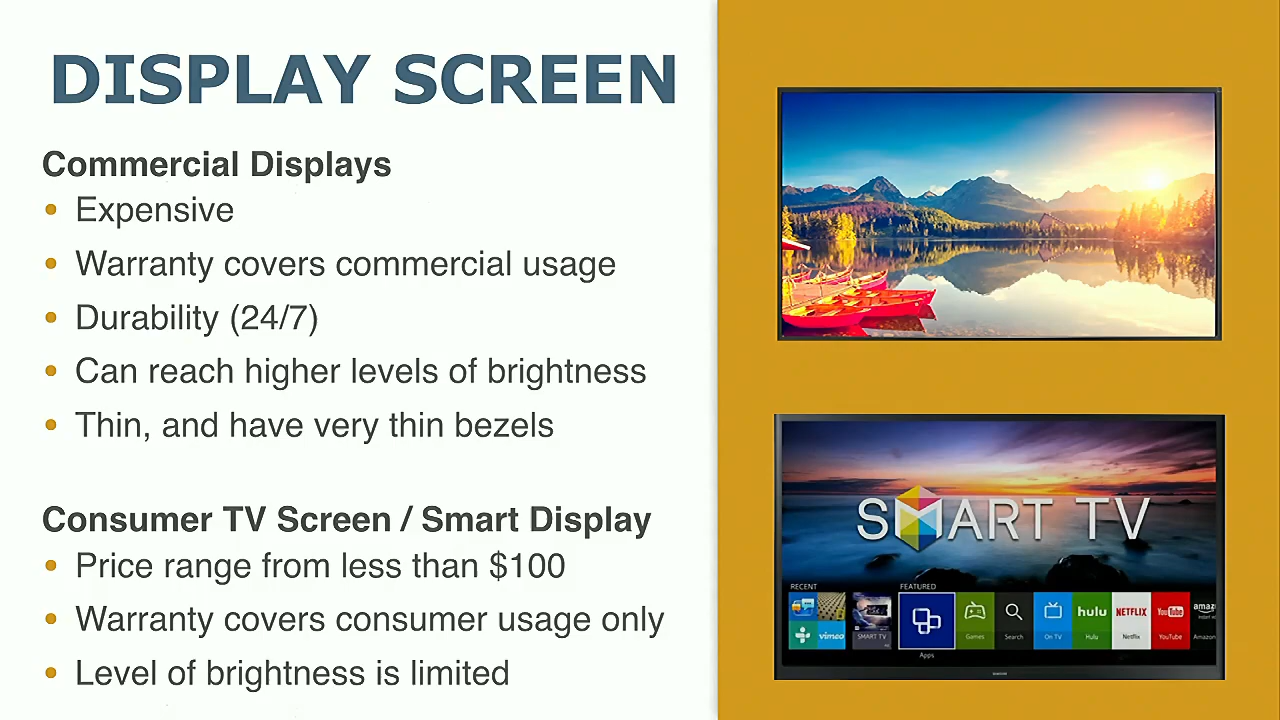 DISPLAY SCREEN
Commercial Displays
• Expensive
• Warranty covers commercial usage
• Durability (24/7)
• Can reach higher levels of brightness
• Thin, and have very thin bezels
Consumer TV Screen / Smart Display
• Price range from less than $100
• Warranty covers consumer usage only
• Level of brightness is limited
SMART TV
RECENT FEATURED
vimeo SMART TV hulu NETFLIX YouTube
Games Search On TV Hulu Netflix YouTube Amazon
Apps